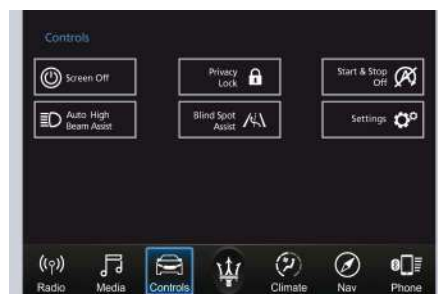 Controls
Screen Off
Privacy
Lock
Start & Stop
Off
Auto High
Beam Assist
Blind Spot
Assist
Settings
Radio
Media
Controls
Climate
Nav
Phone